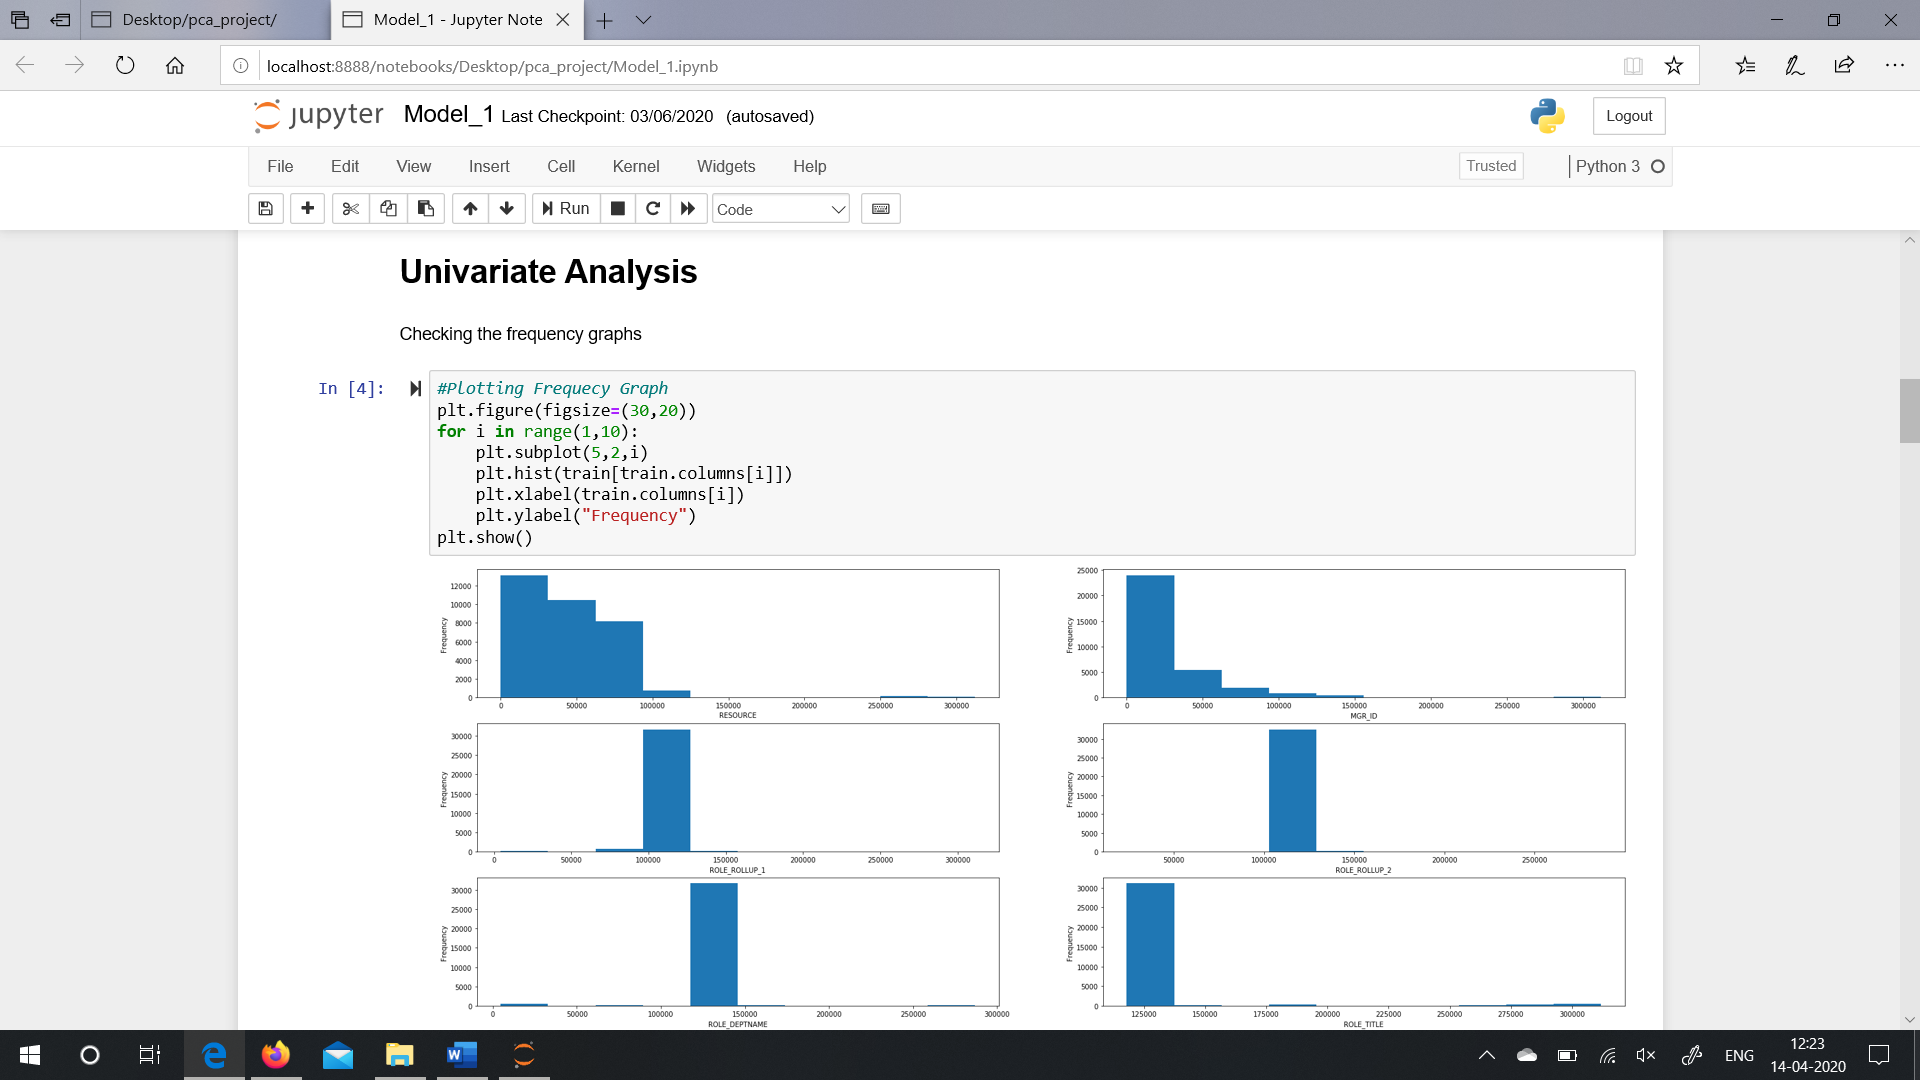 Desktop/pca_project/
Model_1 - Jupyter Note
localhost:8888/notebooks/Desktop/pca_project/Model_1.ipynb
jupyter Model_1 Last Checkpoint: 03/06/2020 (autosaved)
Logout
File Edit View Insert Cell Kernel Widgets Help
Trusted
Python 3
Run
Code
Univariate Analysis
Checking the frequency graphs
In [4]:
#Plotting Frequecy Graph
plt.figure(figsize=(30,20))
for i in range(1,10):
    plt.subplot(5,2,i)
    plt.hist(train[train.columns[i]])
    plt.xlabel(train.columns[i])
    plt.ylabel("Frequency")
plt.show()
Frequency
12000
10000
8000
6000
4000
2000
0
0 50000 100000 150000 200000 250000 300000
RESOURCE
Frequency
25000
20000
15000
10000
5000
0
0 50000 100000 150000 200000 250000 300000
MGR_ID
Frequency
30000
25000
20000
15000
10000
5000
0
0 50000 100000 150000 200000 250000 300000
ROLE_ROLLUP_1
Frequency
30000
25000
20000
15000
10000
5000
0
50000 100000 150000 200000 250000
ROLE_ROLLUP_2
Frequency
30000
25000
20000
15000
10000
5000
0
0 50000 100000 150000 200000 250000 300000
ROLE_DEPTNAME
Frequency
30000
25000
20000
15000
10000
5000
0
125000 150000 175000 200000 225000 250000 275000 300000
ROLE_TITLE
ENG
12:23
14-04-2020